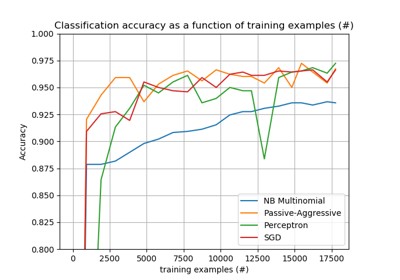 Classification accuracy as a function of training examples (#)
Accuracy
1.000
0.975
0.950
0.925
0.900
0.875
0.850
0.825
0.800
0 2500 5000 7500 10000 12500 15000 17500
training examples (#)
NB Multinomial
Passive-Aggressive
Perceptron
SGD